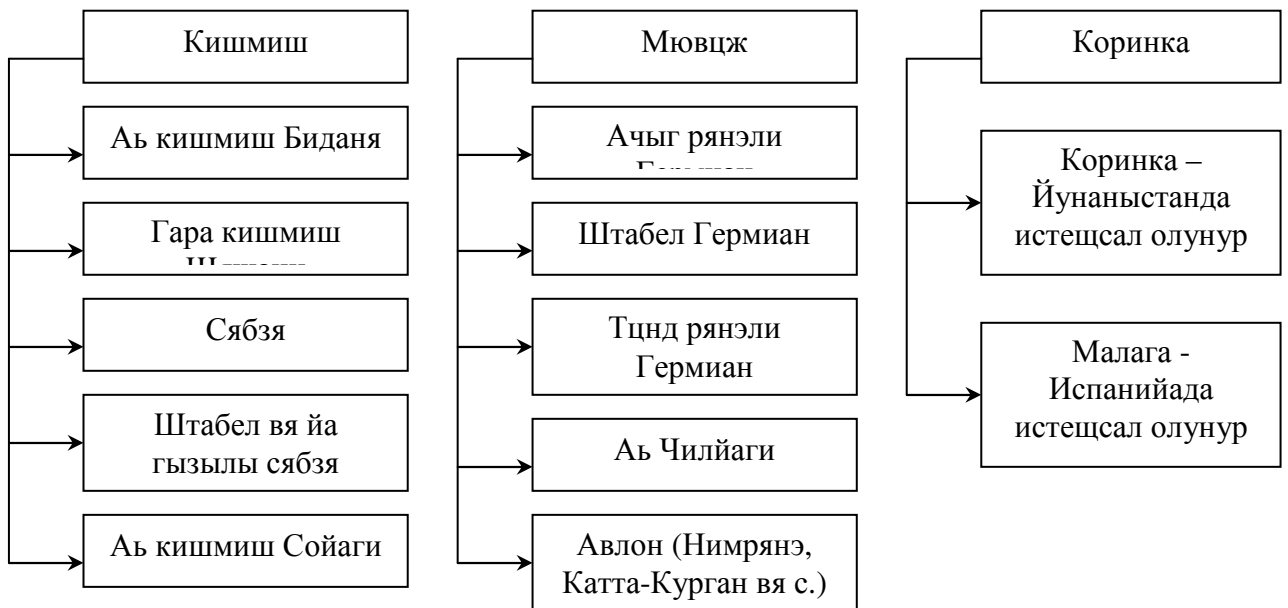 Кишмиш
Аь кишмиш Биданя
Гара кишмиш
Сябзя
Штабел вя йа
гызылы сябзя
Аь кишмиш Сойаги
Мювцж
Ачыг рянэли
Штабел Гермиан
Тцнд рянэли
Гермиан
Аь Чилйаги
Авлон (Нимрянэ,
Катта-Курган вя с.)
Коринка
Коринка –
Йунаныстанда
истещсал олунур
Малага -
Испанийада
истещсал олунур